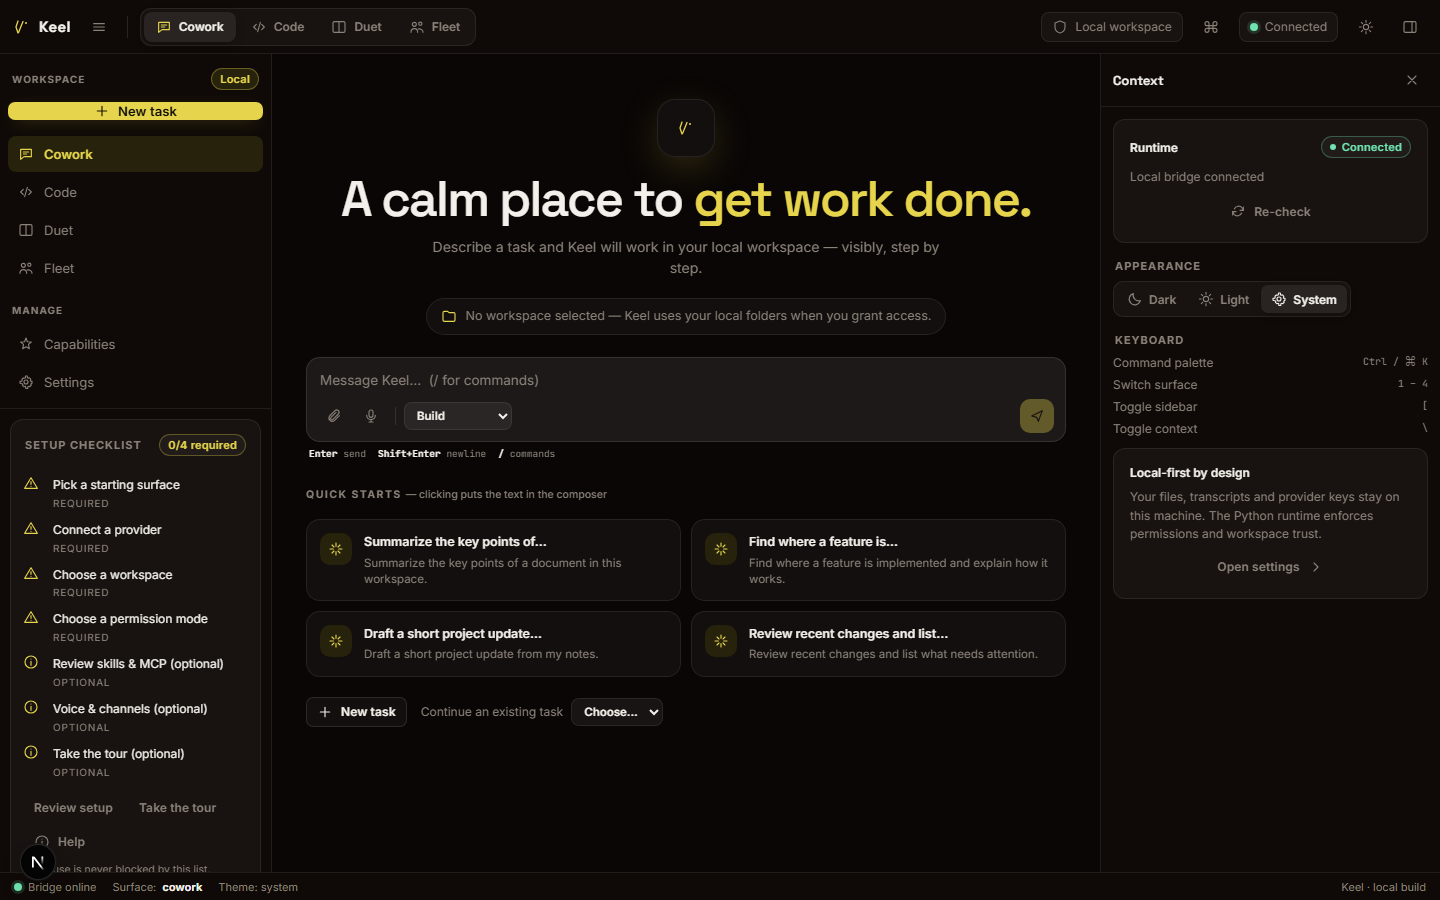 Keel
Cowork
Code
Duet
Fleet
Local workspace
Connected
WORKSPACE
Local
New task
Cowork
Code
Duet
Fleet
MANAGE
Capabilities
Settings
SETUP CHECKLIST
0/4 required
Pick a starting surface
REQUIRED
Connect a provider
REQUIRED
Choose a workspace
REQUIRED
Choose a permission mode
REQUIRED
Review skills & MCP (optional)
OPTIONAL
Voice & channels (optional)
OPTIONAL
Take the tour (optional)
OPTIONAL
Review setup
Take the tour
Help
use is never blocked by this list.
A calm place to get work done.
Describe a task and Keel will work in your local workspace — visibly, step by
step.
No workspace selected — Keel uses your local folders when you grant access.
Message Keel... (/ for commands)
Build
Enter send Shift+Enter newline / commands
QUICK STARTS — clicking puts the text in the composer
Summarize the key points of...
Summarize the key points of a document in this
workspace.
Find where a feature is...
Find where a feature is implemented and explain how it
works.
Draft a short project update...
Draft a short project update from my notes.
Review recent changes and list...
Review recent changes and list what needs attention.
New task
Continue an existing task
Choose...
Context
Runtime
Connected
Local bridge connected
Re-check
APPEARANCE
Dark
Light
System
KEYBOARD
Command palette Ctrl / ⌘ K
Switch surface 1 – 4
Toggle sidebar [
Toggle context \
Local-first by design
Your files, transcripts and provider keys stay on
this machine. The Python runtime enforces
permissions and workspace trust.
Open settings
Bridge online
Surface: cowork
Theme: system
Keel · local build